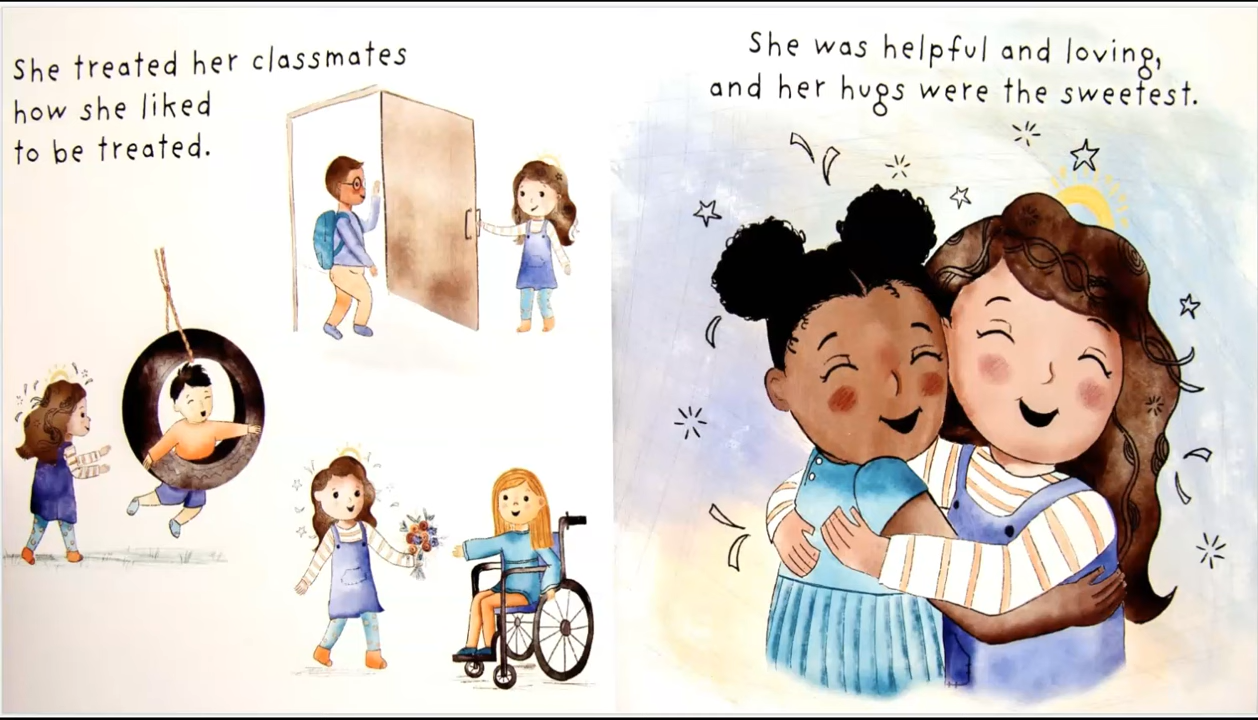 She treated her classmates
how she liked
to be treated.
She was helpful and loving,
and her hugs were the sweetest.